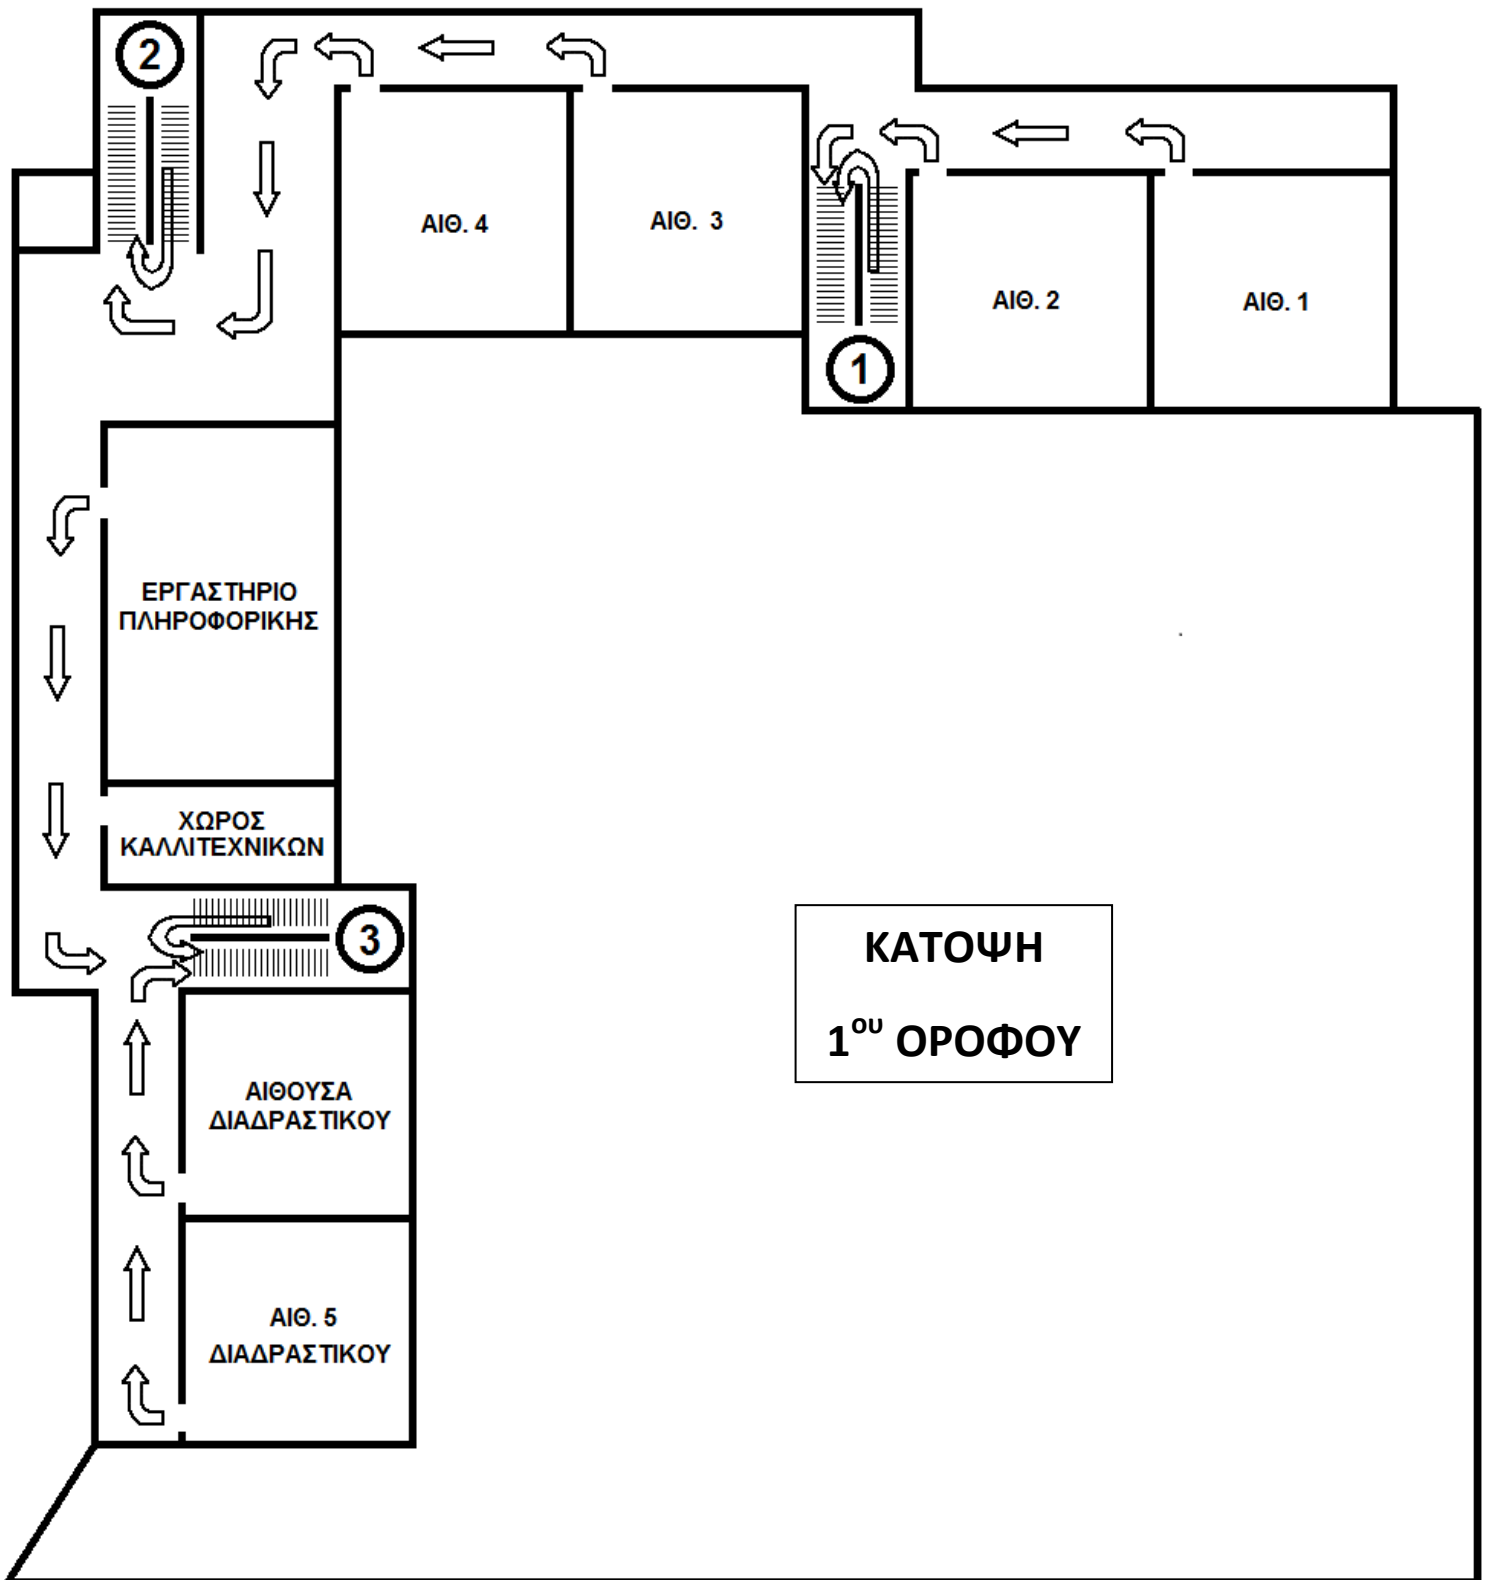 2
ΑΙΘ. 4
ΑΙΘ. 3
ΑΙΘ. 2
ΑΙΘ. 1
1
ΕΡΓΑΣΤΗΡΙΟ
ΠΛΗΡΟΦΟΡΙΚΗΣ
ΧΩΡΟΣ
ΚΑΛΛΙΤΕΧΝΙΚΩΝ
3
ΚΑΤΟΨΗ
1ου ΟΡΟΦΟΥ
ΑΙΘΟΥΣΑ
ΔΙΑΔΡΑΣΤΙΚΟΥ
ΑΙΘ. 5
ΔΙΑΔΡΑΣΤΙΚΟΥ